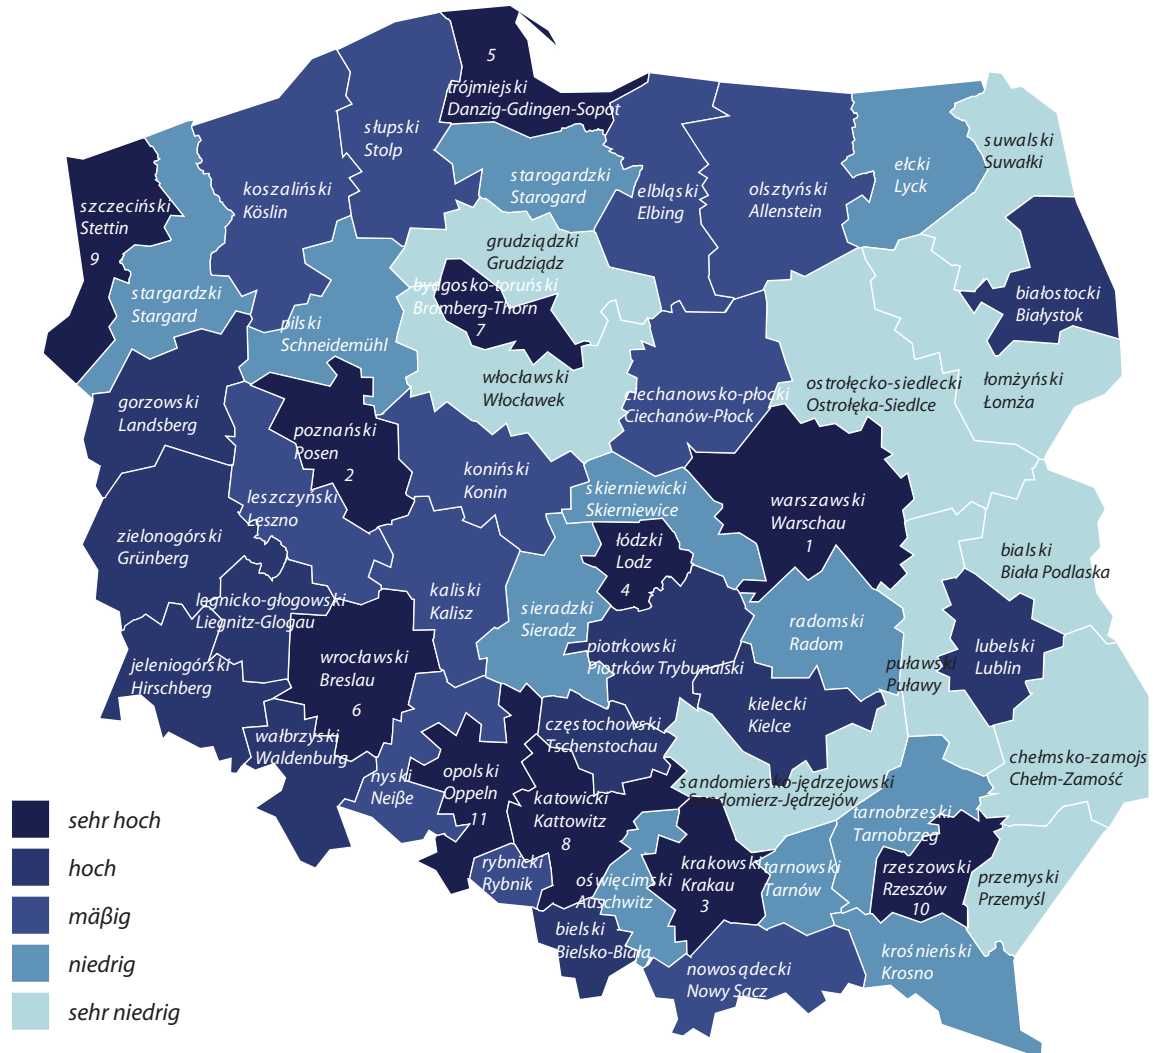 5
trójmiejski
Danzig-Gdingen-Sopot
słupski
Stolp
suwalski
Suwałki
ełcki
Lyck
starogardzki
Starogard
koszaliński
Köslin
elbląski
Elbing
olsztyński
Allenstein
szczeciński
Stettin
9
grudziądzki
Grudziądz
bydgosko-toruński
Bromberg-Thorn
7
stargardzki
Stargard
białostocki
Białystok
pilski
Schneidemühl
włocławski
Włocławek
ciechanowsko-płocki
Ciechanów-Płock
ostrołęcko-siedlecki
Ostrołęka-Siedlce
łomżyński
Łomża
gorzowski
Landsberg
poznański
Posen
2
koniński
Konin
leszczyński
Leszno
skierniewicki
Skierniewice
warszawski
Warschau
1
zielonogórski
Grünberg
łódzki
Lodz
4
bialski
Biała Podlaska
legnicko-głogowski
Liegnitz-Glogau
kaliski
Kalisz
sieradzki
Sieradz
radomski
Radom
piotrkowski
Piotrków Trybunalski
puławski
Puławy
lubelski
Lublin
jeleniogórski
Hirschberg
wrocławski
Breslau
6
kielecki
Kielce
wałbrzyski
Waldenburg
częstochowski
Tschenstochau
nyski
Neiße
opolski
Oppeln
11
katowicki
Kattowitz
8
sandomiersko-jędrzejowski
Sandomierz-Jędrzejów
chełmsko-zamojs
Chełm-Zamość
tarnobrzeski
Tarnobrzeg
rybnicki
Rybnik
oświęcimski
Auschwitz
krakowski
Krakau
3
tarnowski
Tarnów
rzeszowski
Rzeszów
10
przemyski
Przemyśl
bielski
Bielsko-Biała
nowosądecki
Nowy Sącz
krośnieński
Krosno
sehr hoch
hoch
mäßig
niedrig
sehr niedrig